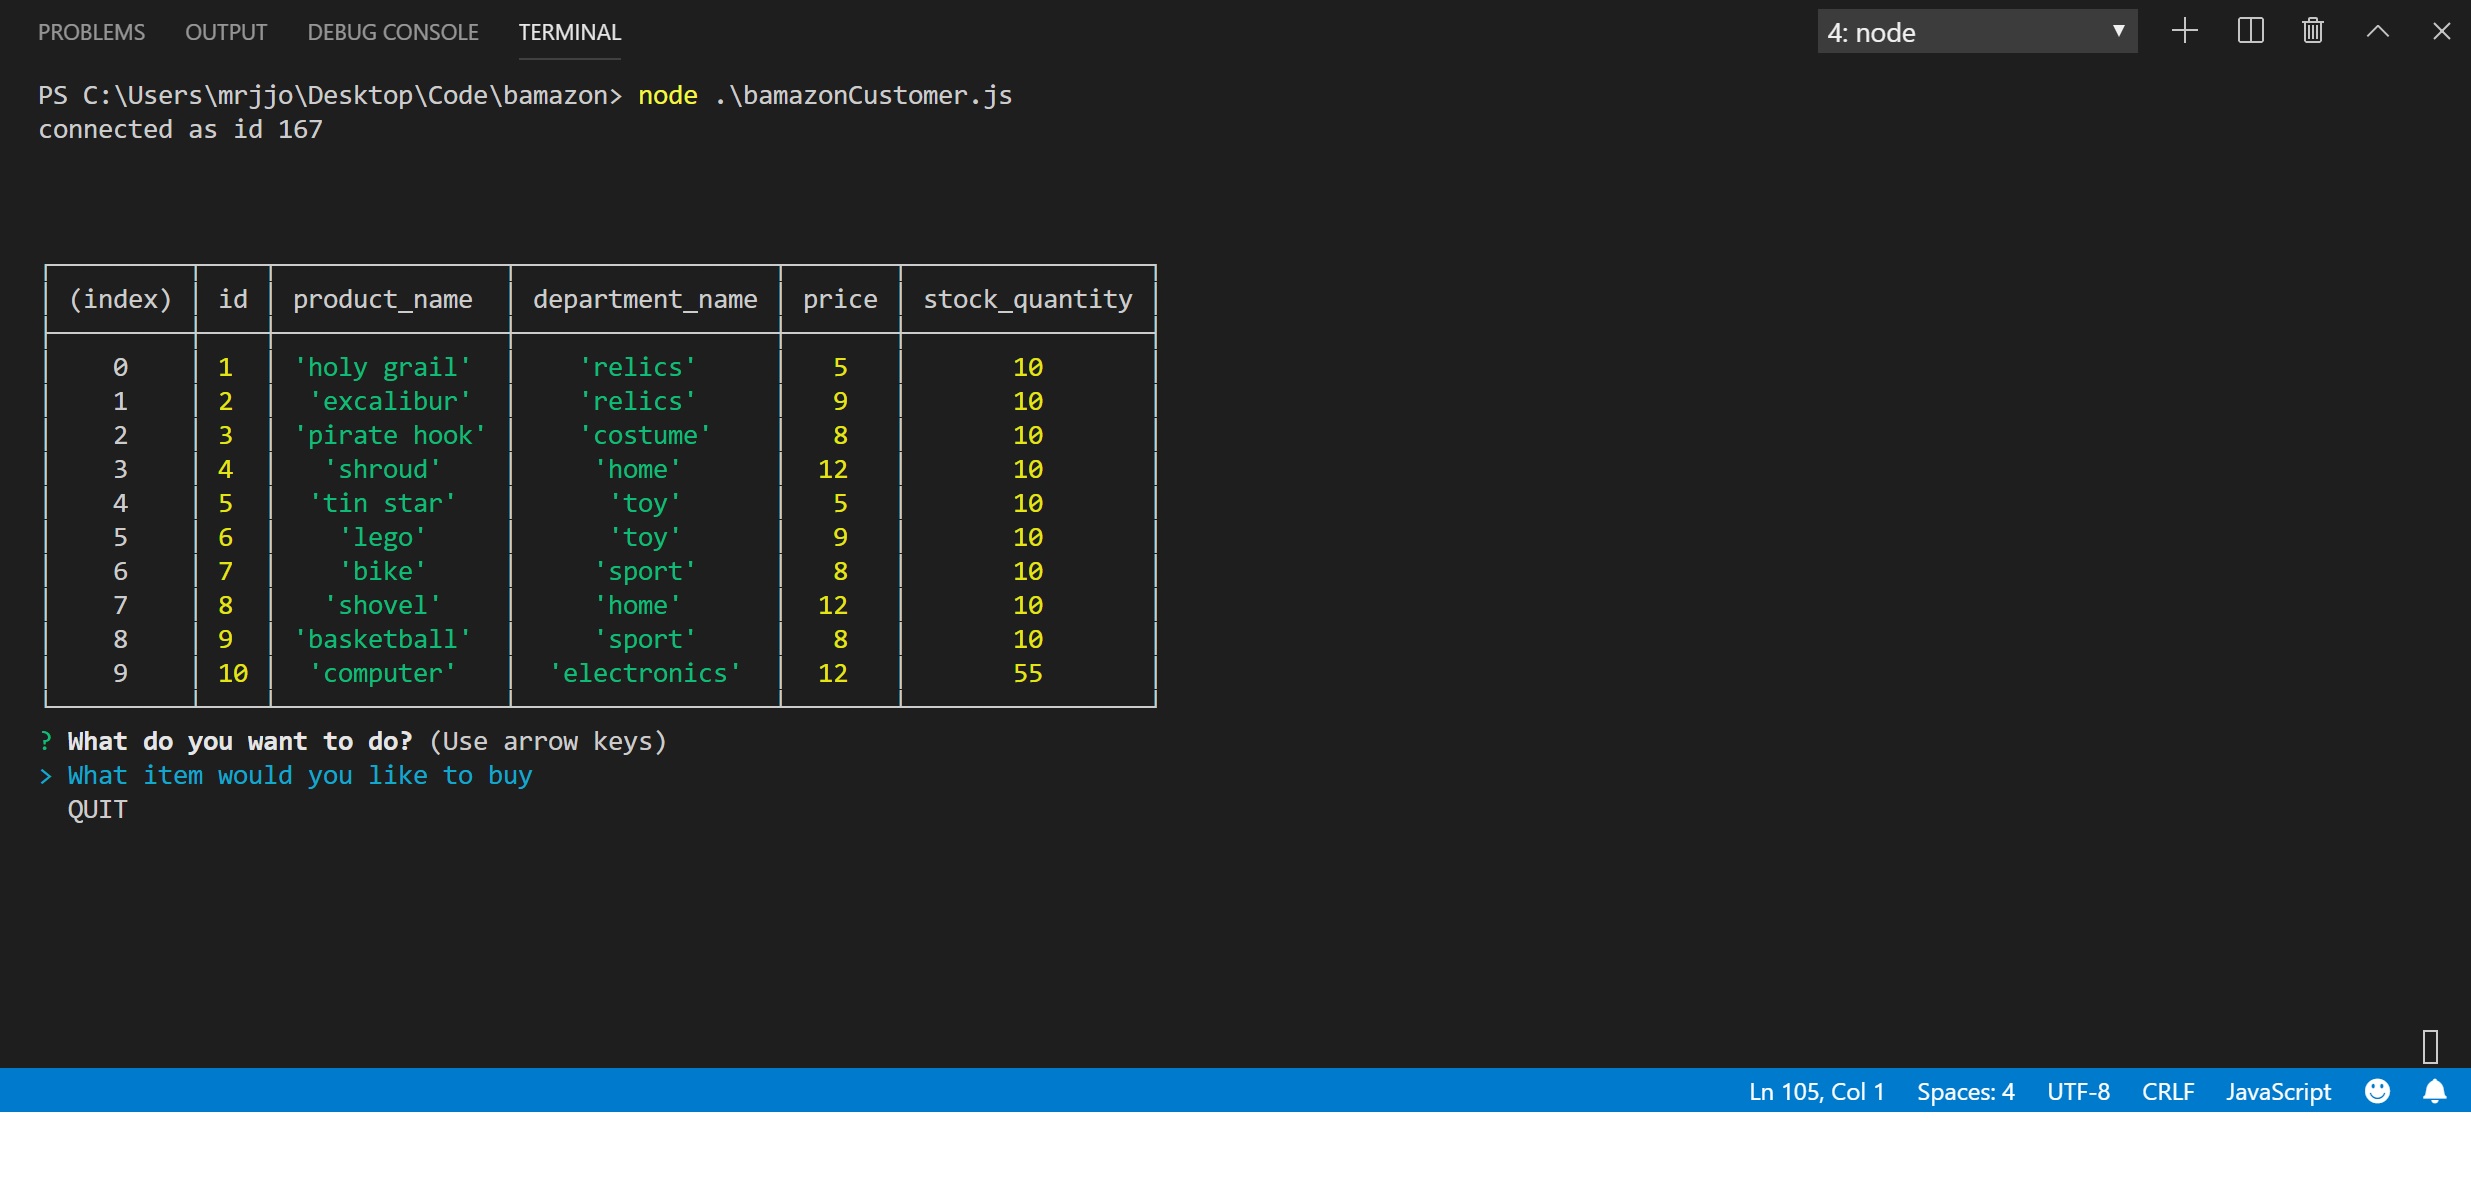 PROBLEMS OUTPUT DEBUG CONSOLE TERMINAL 4: node
PS C:\Users\mrjjo\Desktop\Code\bamazon> node .\bamazonCustomer.js
connected as id 167
(index) id product_name department_name price stock_quantity
0 1 'holy grail' 'relics' 5 10
1 2 'excalibur' 'relics' 9 10
2 3 'pirate hook' 'costume' 8 10
3 4 'shroud' 'home' 12 10
4 5 'tin star' 'toy' 5 10
5 6 'lego' 'toy' 9 10
6 7 'bike' 'sport' 8 10
7 8 'shovel' 'home' 12 10
8 9 'basketball' 'sport' 8 10
9 10 'computer' 'electronics' 12 55
? What do you want to do? (Use arrow keys)
> What item would you like to buy
QUIT
Ln 105, Col 1 Spaces: 4 UTF-8 CRLF JavaScript